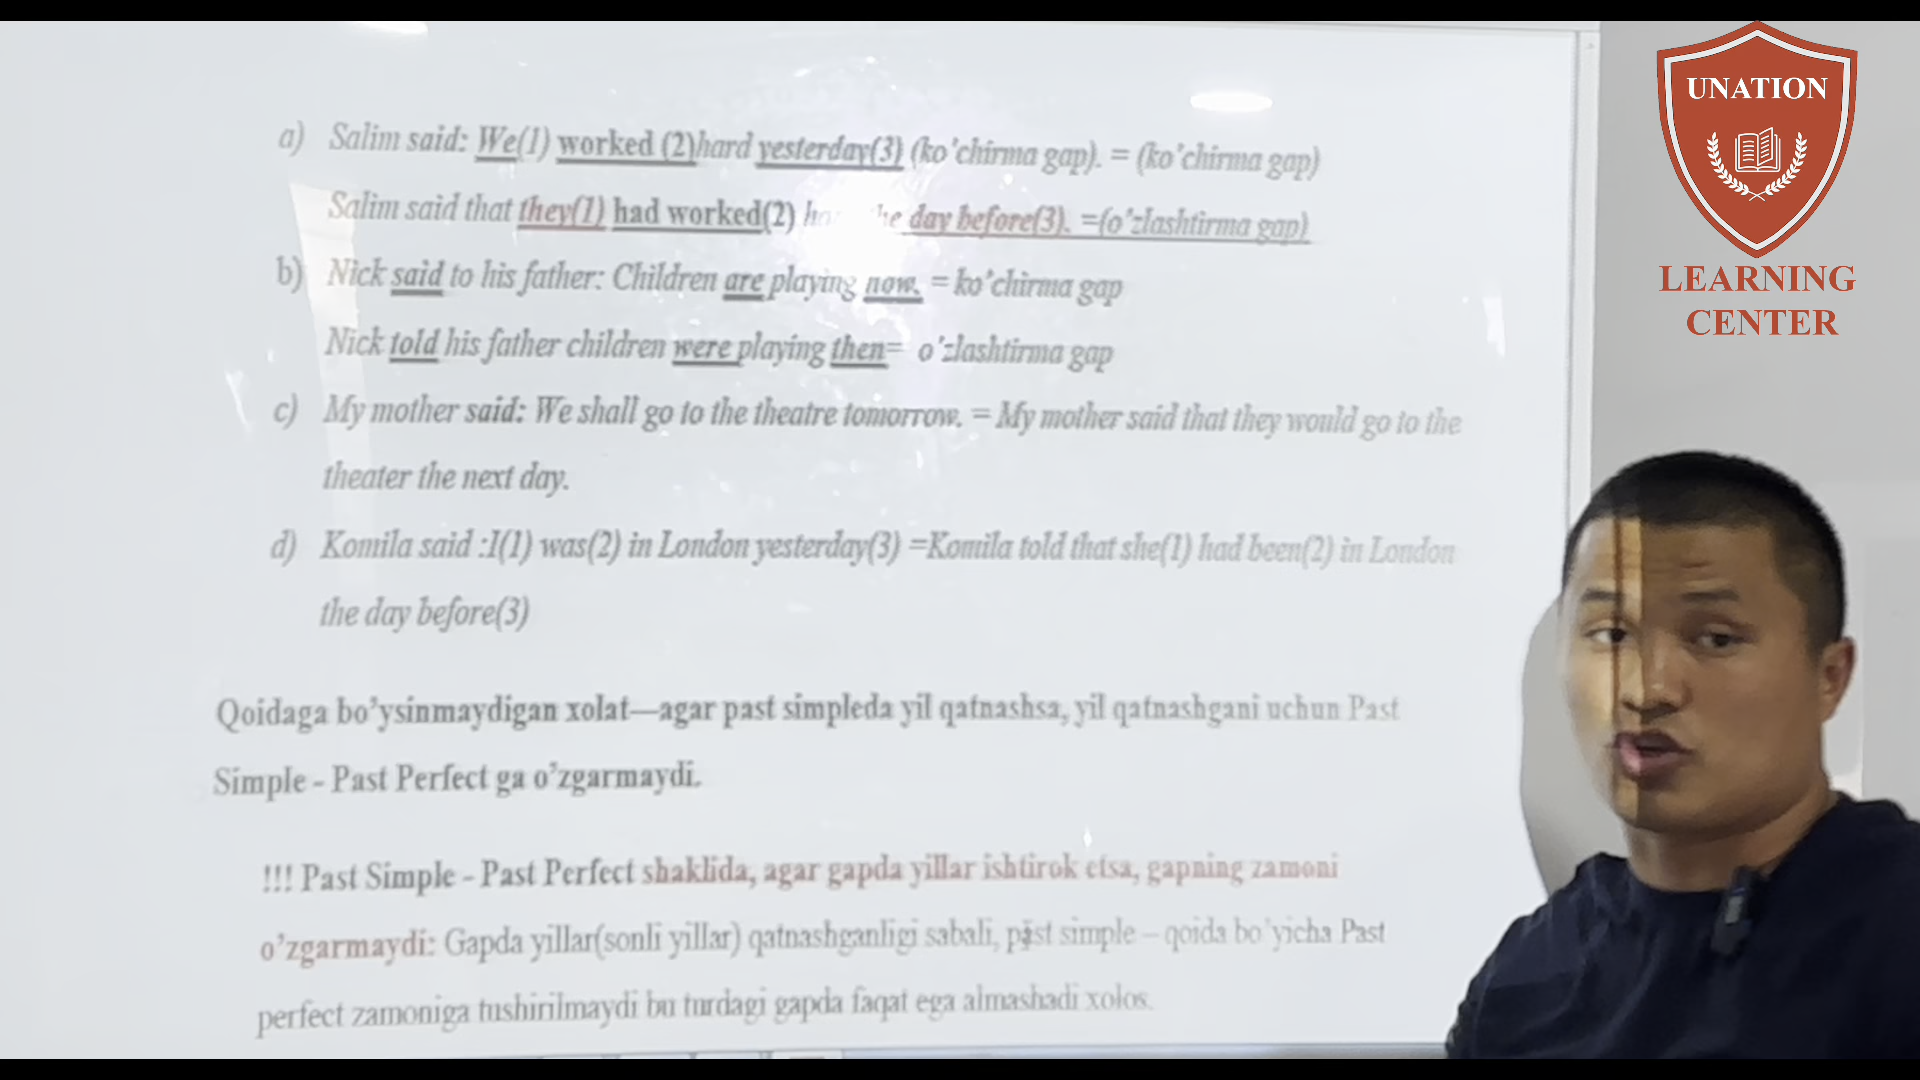 a) Salim said: We(1) worked (2)hard yesterday(3) (ko’chirma gap). = (ko’chirma gap)
Salim said that they(1) had worked(2) day before(3). =(o’zlashtirma gap)
b) Nick said to his father: Children are playing now. = ko’chirma gap
Nick told his father children were playing then= o’zlashtirma gap
c) My mother said: We shall go to the theatre tomorrow. = My mother said that they would go to the
theater the next day.
d) Komila said :I(1) was(2) in London yesterday(3) =Komila told that she(1) had been(2) in London
the day before(3)
Qoidaga bo’ysinmaydigan xolat—agar past simpleda yil qatnashsa, yil qatnashgani uchun Past
Simple - Past Perfect ga o’zgarmaydi.
!!! Past Simple - Past Perfect shaklida, agar gapda yillar ishtirok etsa, gapning zamoni
o’zgarmaydi: Gapda yillar(sonli yillar) qatnashganligi sabali, past simple – qoida bo’yicha Past
perfect zamoniga tushirilmaydi bu turdagi gapda faqat ega almashadi xolos.
UNATION
LEARNING
CENTER